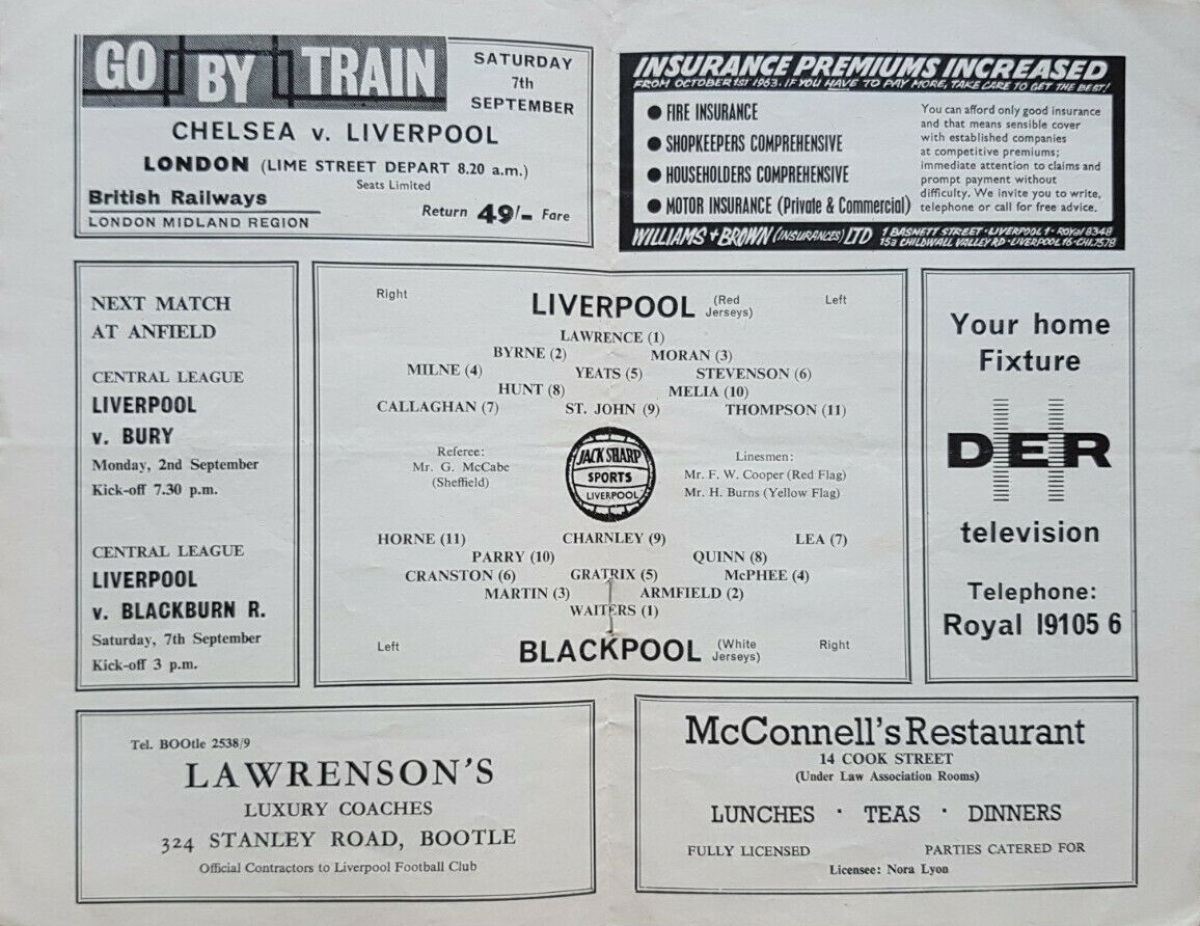 GO BY TRAIN
SATURDAY
7th
SEPTEMBER
CHELSEA v. LIVERPOOL
LONDON (LIME STREET DEPART 8.20 a.m.)
Seats Limited
British Railways
LONDON MIDLAND REGION
Return 49/- Fare
INSURANCE PREMIUMS INCREASED
FROM OCTOBER 1ST 1963. IF YOU HAVE TO PAY MORE, TAKE CARE TO GET THE BEST!
● FIRE INSURANCE
● SHOPKEEPERS COMPREHENSIVE
● HOUSEHOLDERS COMPREHENSIVE
● MOTOR INSURANCE (Private & Commercial)
You can afford only good insurance
and that means sensible cover
with established companies
at competitive premiums;
immediate attention to claims and
prompt payment without
difficulty. We invite you to write,
telephone or call for free advice.
WILLIAMS + BROWN (INSURANCES) LTD
1 BASNETT STREET · LIVERPOOL 1 · ROYAL 8348
15a CHILDWALL VALLEY RD · LIVERPOOL 16 · CHI.7578
NEXT MATCH
AT ANFIELD
CENTRAL LEAGUE
LIVERPOOL
v. BURY
Monday, 2nd September
Kick-off 7.30 p.m.
CENTRAL LEAGUE
LIVERPOOL
v. BLACKBURN R.
Saturday, 7th September
Kick-off 3 p.m.
Right
LIVERPOOL (Red Jerseys)
Left
LAWRENCE (1)
BYRNE (2) MORAN (3)
MILNE (4) YEATS (5) STEVENSON (6)
HUNT (8) MELIA (10)
CALLAGHAN (7) ST. JOHN (9) THOMPSON (11)
Referee:
Mr. G. McCabe
(Sheffield)
JACK SHARP
SPORTS
LIVERPOOL
Linesmen:
Mr. F. W. Cooper (Red Flag)
Mr. H. Burns (Yellow Flag)
HORNE (11) CHARNLEY (9) LEA (7)
PARRY (10) QUINN (8)
CRANSTON (6) GRATRIX (5) McPHEE (4)
MARTIN (3) ARMFIELD (2)
WAITERS (1)
Left
BLACKPOOL (White Jerseys)
Right
Your home
Fixture
DER
television
Telephone:
Royal I9105 6
Tel. BOOtle 2538/9
LAWRENSON'S
LUXURY COACHES
324 STANLEY ROAD, BOOTLE
Official Contractors to Liverpool Football Club
McConnell's Restaurant
14 COOK STREET
(Under Law Association Rooms)
LUNCHES · TEAS · DINNERS
FULLY LICENSED PARTIES CATERED FOR
Licensee: Nora Lyon